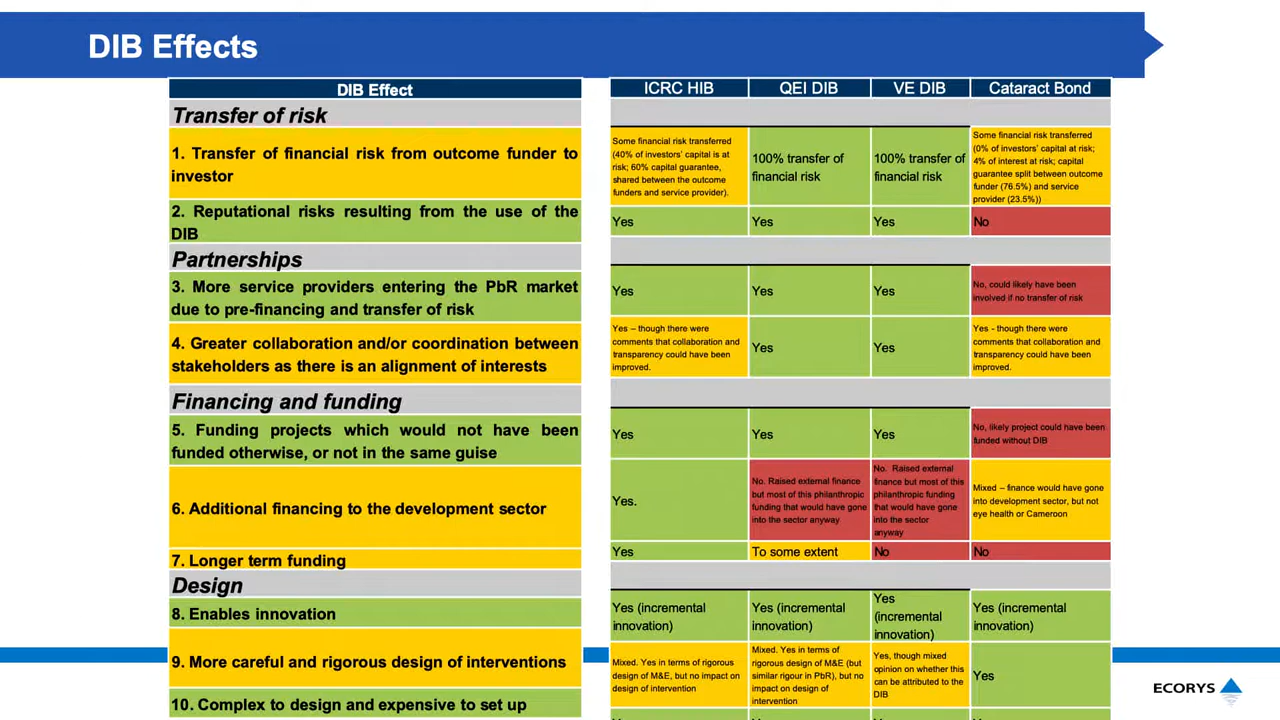 DIB Effects
DIB Effect
ICRC HIB
QEI DIB
VE DIB
Cataract Bond
Transfer of risk
1. Transfer of financial risk from outcome funder to
investor
Some financial risk transferred
(40% of investors' capital is at
risk; 60% capital guarantee,
shared between the outcome
funders and service provider).
100% transfer of
financial risk
100% transfer of
financial risk
Some financial risk transferred
(0% of investors' capital at risk;
4% of interest at risk; capital
guarantee split between outcome
funder (76.5%) and service
provider (23.5%))
2. Reputational risks resulting from the use of the
DIB
Yes
Yes
Yes
No
Partnerships
3. More service providers entering the PbR market
due to pre-financing and transfer of risk
Yes
Yes
Yes
No, could likely have been
involved if no transfer of risk
4. Greater collaboration and/or coordination between
stakeholders as there is an alignment of interests
Yes – though there were
comments that collaboration and
transparency could have been
improved.
Yes
Yes
Yes - though there were
comments that collaboration and
transparency could have been
improved.
Financing and funding
5. Funding projects which would not have been
funded otherwise, or not in the same guise
Yes
Yes
Yes
No, likely project could have been
funded without DIB
6. Additional financing to the development sector
Yes.
No. Raised external finance
but most of this philanthropic
funding that would have gone
into the sector anyway
No. Raised external
finance but most of this
philanthropic funding
that would have gone
into the sector
anyway
Mixed – finance would have gone
into development sector, but not
eye health or Cameroon
7. Longer term funding
Yes
To some extent
No
No
Design
8. Enables innovation
Yes (incremental
innovation)
Yes (incremental
innovation)
Yes
(incremental
innovation)
Yes (incremental
innovation)
9. More careful and rigorous design of interventions
Mixed. Yes in terms of rigorous
design of M&E, but no impact on
design of intervention
Mixed. Yes in terms of
rigorous design of M&E (but
similar rigour in PbR), but no
impact on design of
intervention
Yes, though mixed
opinion on whether this
can be attributed to the
DIB
Yes
10. Complex to design and expensive to set up
ECORYS